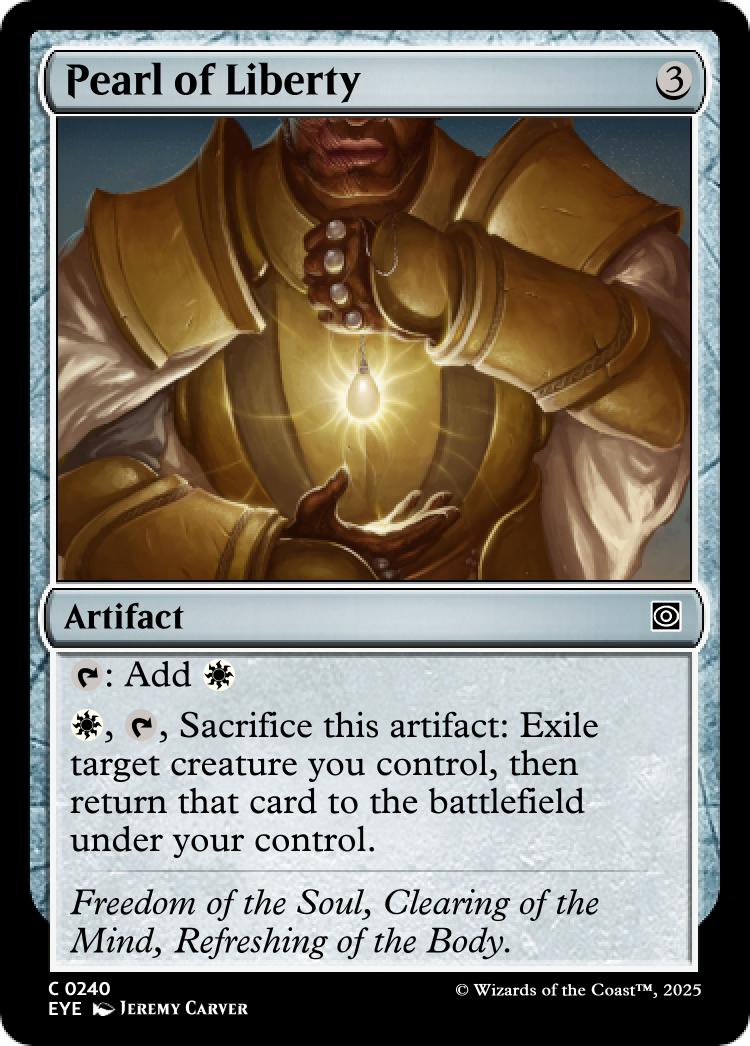 Pearl of Liberty
3
Artifact
: Add
, , Sacrifice this artifact: Exile
target creature you control, then
return that card to the battlefield
under your control.
Freedom of the Soul, Clearing of the
Mind, Refreshing of the Body.
C 0240
© Wizards of the Coast™, 2025
EYE JEREMY CARVER